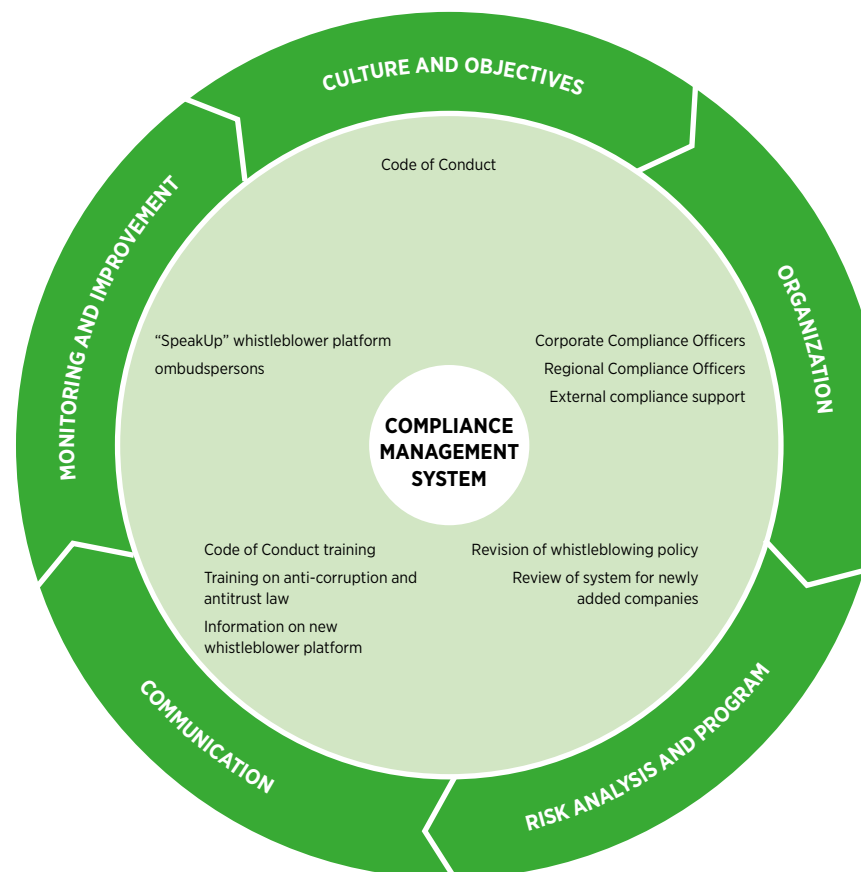 CULTURE AND OBJECTIVES
Code of Conduct
ORGANIZATION
Corporate Compliance Officers
Regional Compliance Officers
External compliance support
RISK ANALYSIS AND PROGRAM
Revision of whistleblowing policy
Review of system for newly
added companies
COMMUNICATION
Code of Conduct training
Training on anti-corruption and
antitrust law
Information on new
whistleblower platform
MONITORING AND IMPROVEMENT
“SpeakUp” whistleblower platform
ombudspersons
COMPLIANCE
MANAGEMENT
SYSTEM